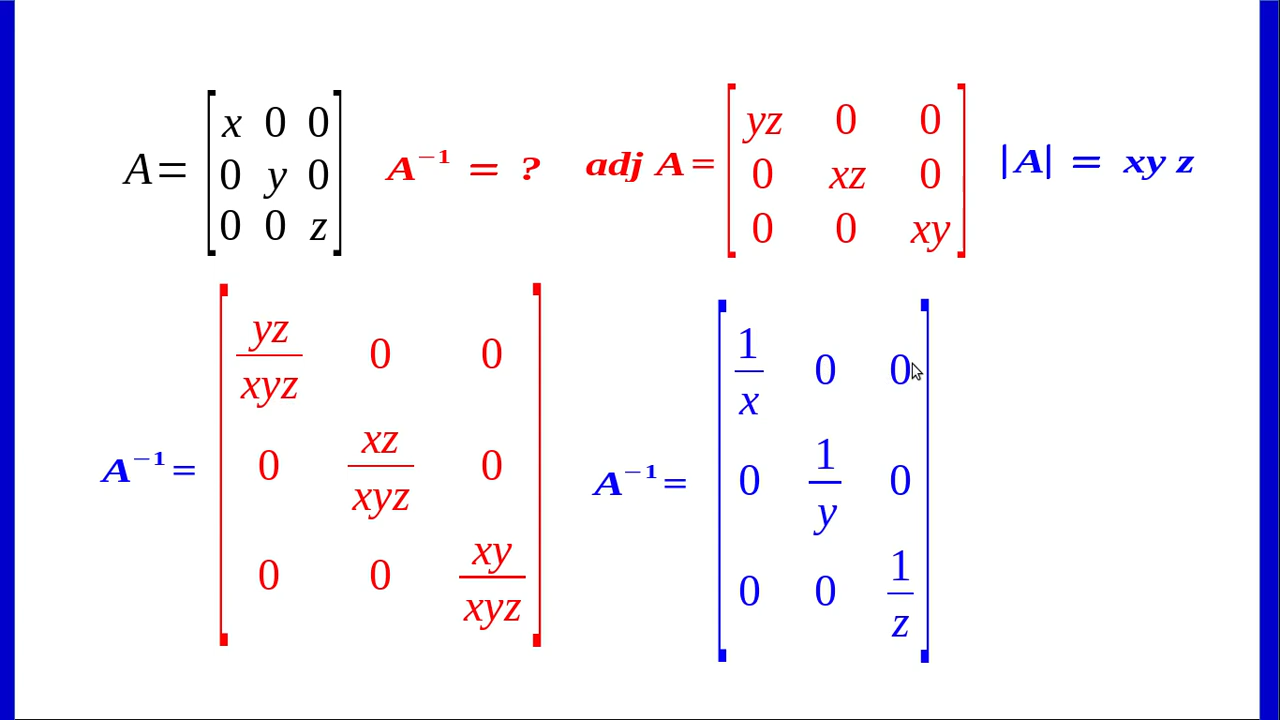 A = [ x 0 0 ; 0 y 0 ; 0 0 z ] A⁻¹ = ? adj A = [ yz 0 0 ; 0 xz 0 ; 0 0 xy ] |A| = xy z
A⁻¹ = [ yz/xyz 0 0 ; 0 xz/xyz 0 ; 0 0 xy/xyz ] A⁻¹ = [ 1/x 0 0 ; 0 1/y 0 ; 0 0 1/z ]